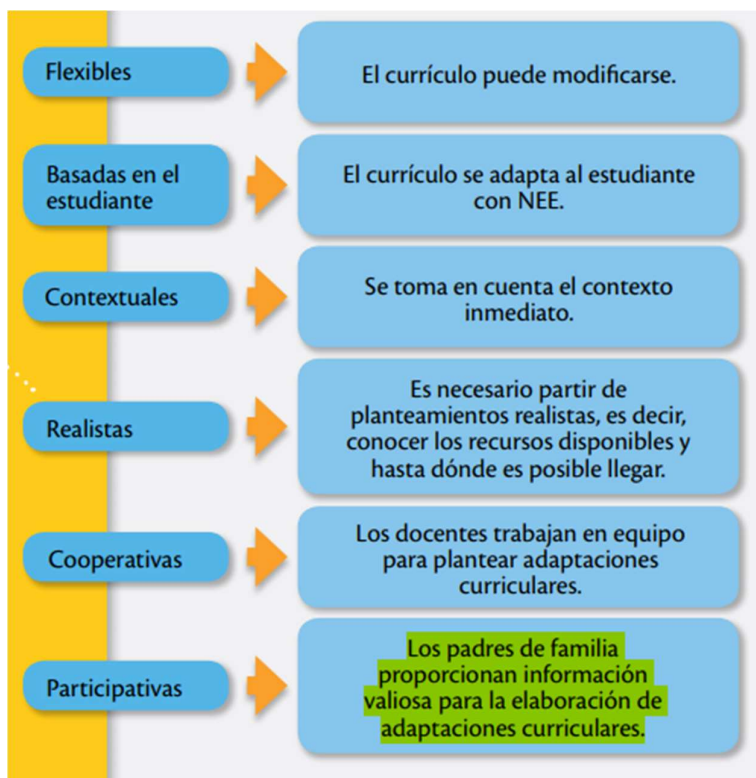 Flexibles
El currículo puede modificarse.
Basadas en el
estudiante
El currículo se adapta al estudiante
con NEE.
Contextuales
Se toma en cuenta el contexto
inmediato.
Realistas
Es necesario partir de
planteamientos realistas, es decir,
conocer los recursos disponibles y
hasta dónde es posible llegar.
Cooperativas
Los docentes trabajan en equipo
para plantear adaptaciones
curriculares.
Participativas
Los padres de familia
proporcionan información
valiosa para la elaboración de
adaptaciones curriculares.